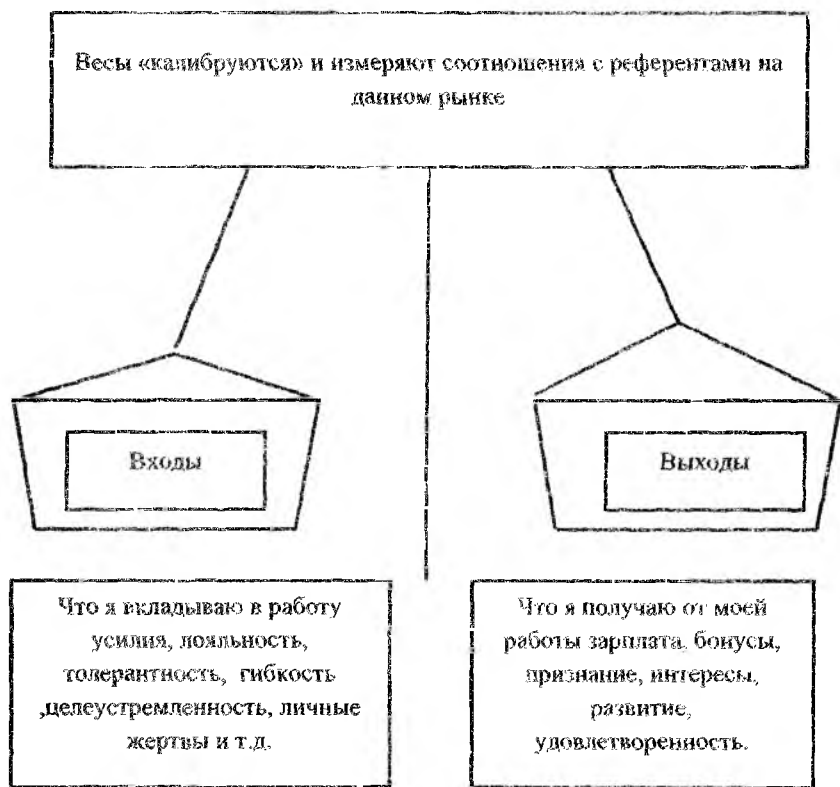 Весы «калибруются» и измеряют соотношения с референтами на
данном рынке
Входы
Выходы
Что я вкладываю в работу
усилия, лояльность,
толерантность, гибкость
,целеустремленность, личные
жертвы и т.д.
Что я получаю от моей
работы зарплата, бонусы,
признание, интересы,
развитие,
удовлетворенность.